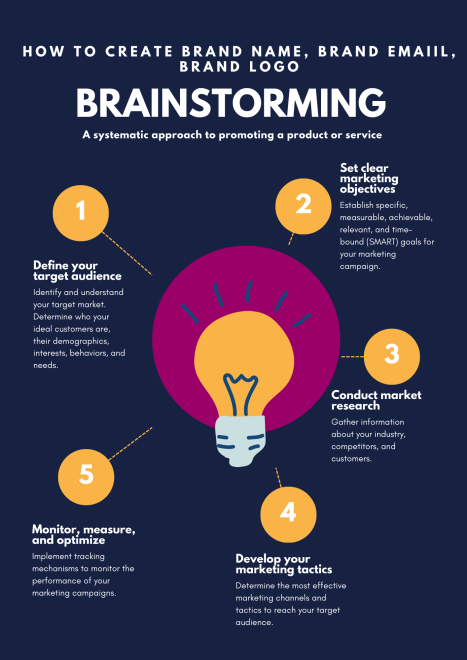 HOW TO CREATE BRAND NAME, BRAND EMAIIL,
BRAND LOGO
BRAINSTORMING
A systematic approach to promoting a product or service
1
Define your
target audience
Identify and understand
your target market.
Determine who your
ideal customers are,
their demographics,
interests, behaviors, and
needs.
2
Set clear
marketing
objectives
Establish specific,
measurable, achievable,
relevant, and time-
bound (SMART) goals for
your marketing
campaign.
3
Conduct market
research
Gather information
about your industry,
competitors, and
customers.
4
Develop your
marketing tactics
Determine the most effective
marketing channels and
tactics to reach your target
audience.
5
Monitor, measure,
and optimize
Implement tracking
mechanisms to monitor the
performance of your
marketing campaigns.